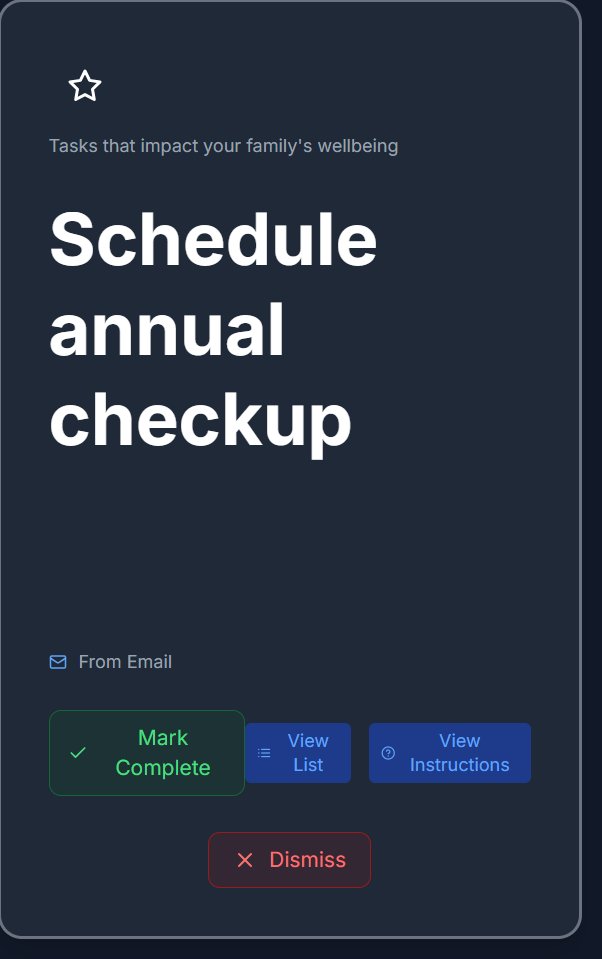 Tasks that impact your family's wellbeing
Schedule
annual
checkup
From Email
Mark
Complete
View
List
View
Instructions
Dismiss